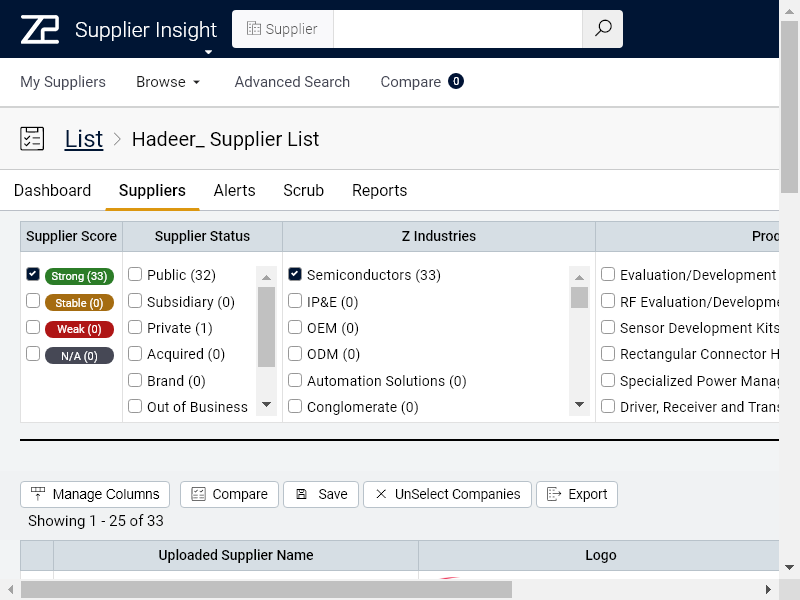 Z2 Supplier Insight Supplier
My Suppliers Browse Advanced Search Compare 0
List > Hadeer_ Supplier List
Dashboard Suppliers Alerts Scrub Reports
Supplier Score Supplier Status Z Industries Prod
Strong (33) Public (32) Semiconductors (33) Evaluation/Development
Stable (0) Subsidiary (0) IP&E (0) RF Evaluation/Developme
Weak (0) Private (1) OEM (0) Sensor Development Kits
N/A (0) Acquired (0) ODM (0) Rectangular Connector H
Brand (0) Automation Solutions (0) Specialized Power Manag
Out of Business Conglomerate (0) Driver, Receiver and Trans
Manage Columns Compare Save UnSelect Companies Export
Showing 1 - 25 of 33
Uploaded Supplier Name Logo